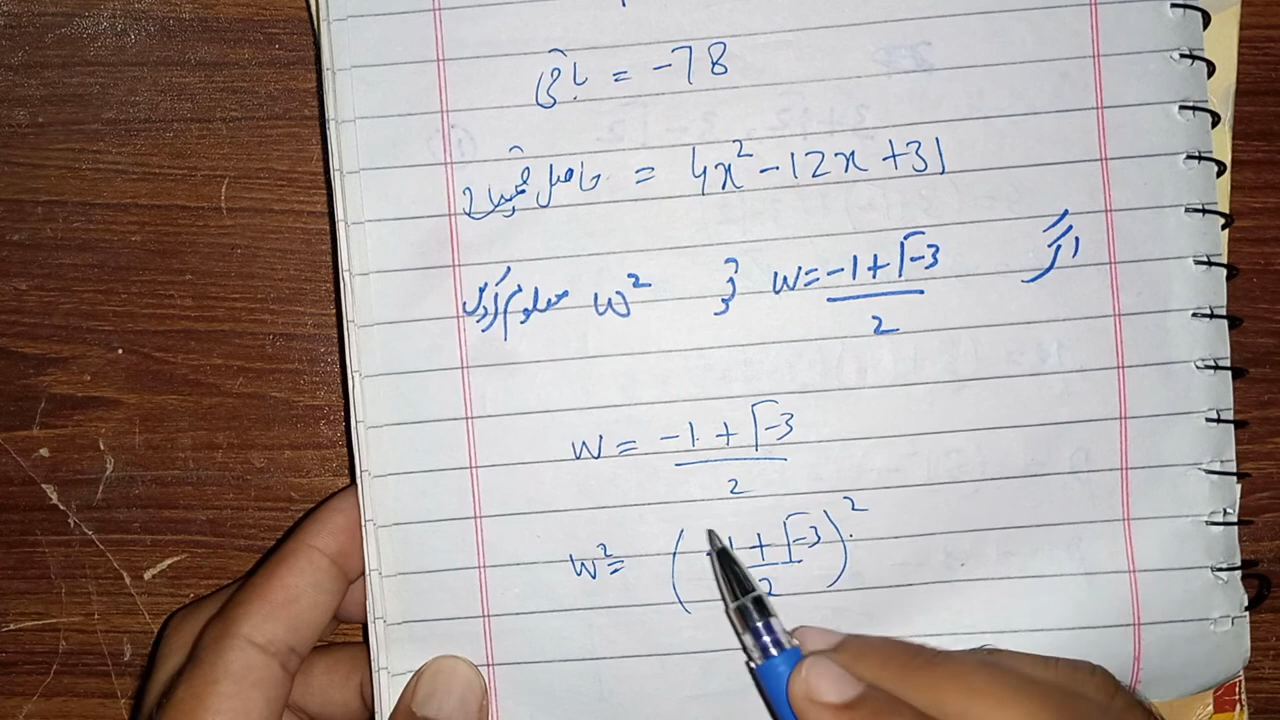 باقی = -78
حاصل قسمت = 4x² - 12x + 31
اگر w = (-1 + √-3)/2 تو w² معلوم کریں
w = (-1 + √-3)/2
w² = ((-1 + √-3)/2)²